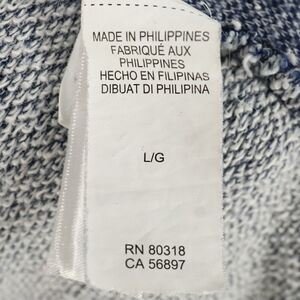 MADE IN PHILIPPINES
FABRIQUÉ AUX
PHILIPPINES
HECHO EN FILIPINAS
DIBUAT DI PHILIPINA
L/G
RN 80318
CA 56897